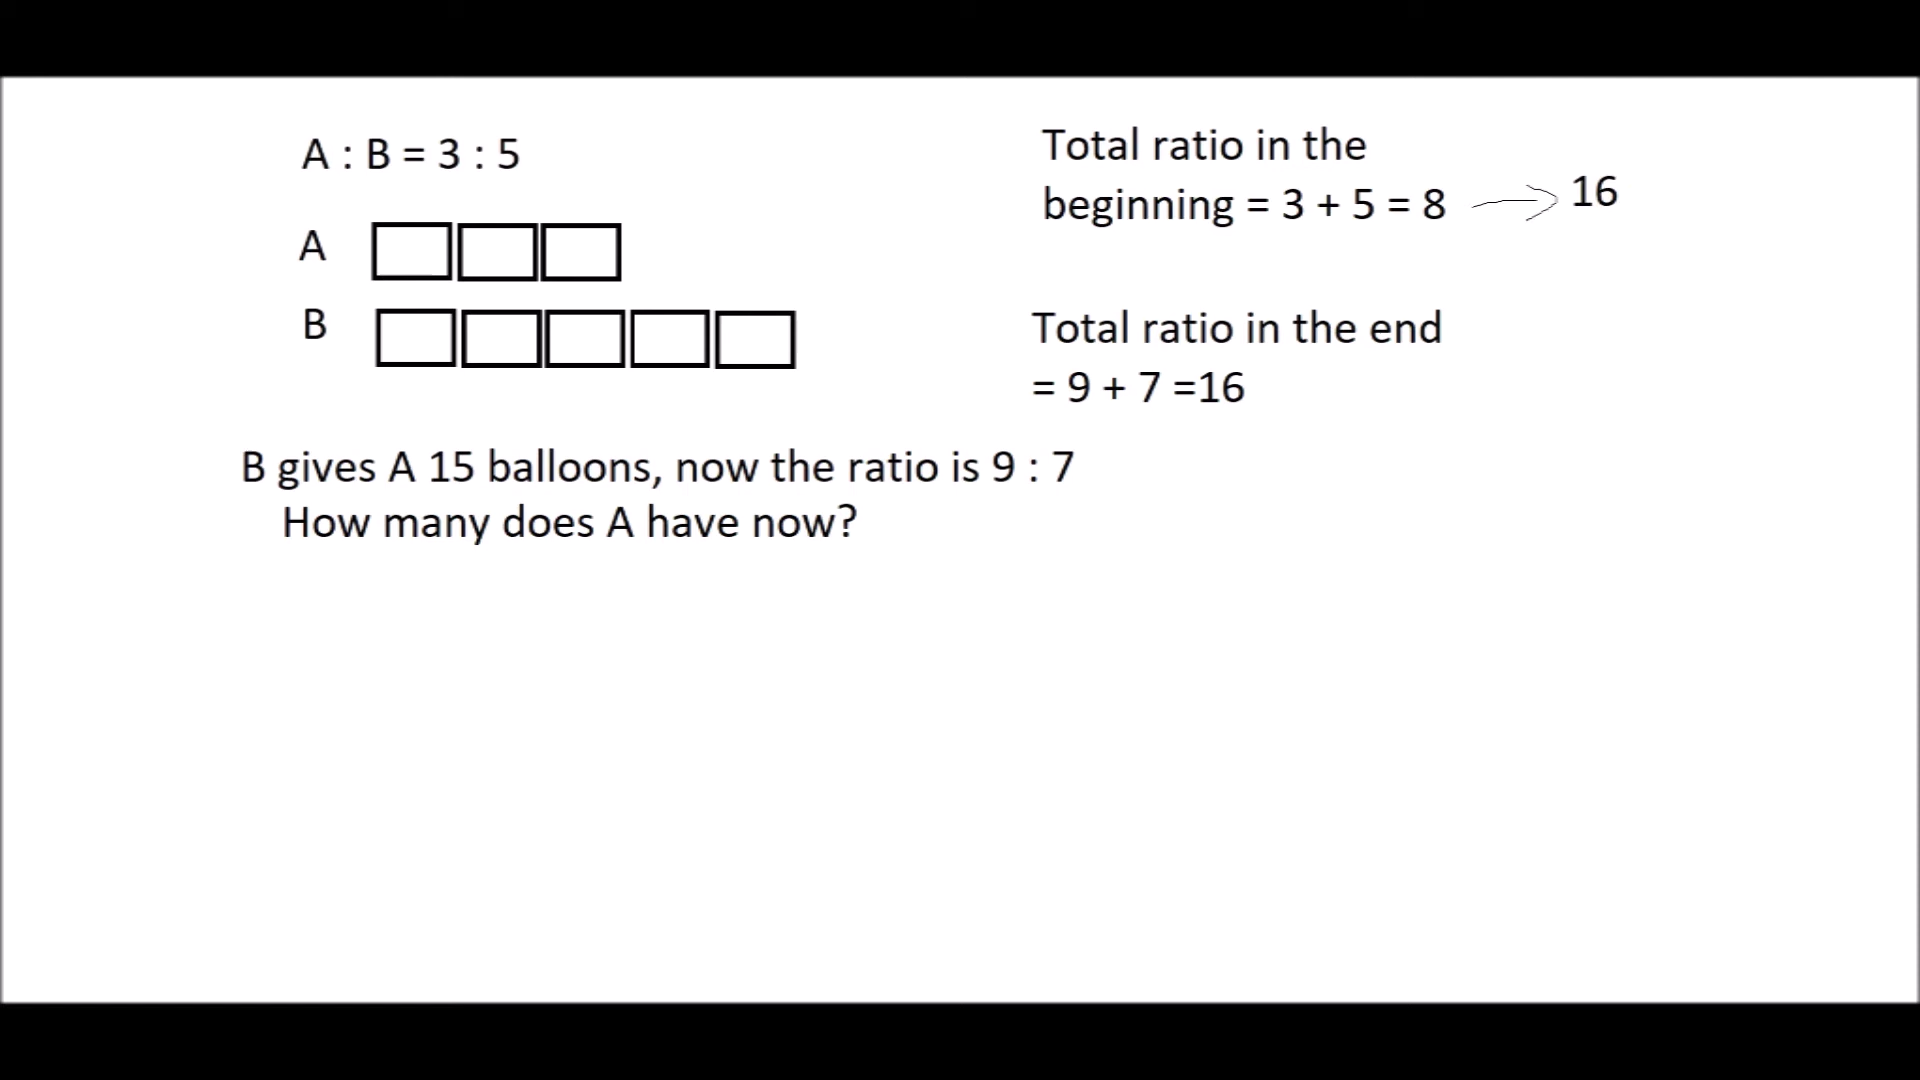 A : B = 3 : 5
A
B
Total ratio in the
beginning = 3 + 5 = 8
16
Total ratio in the end
= 9 + 7 =16
B gives A 15 balloons, now the ratio is 9 : 7
How many does A have now?